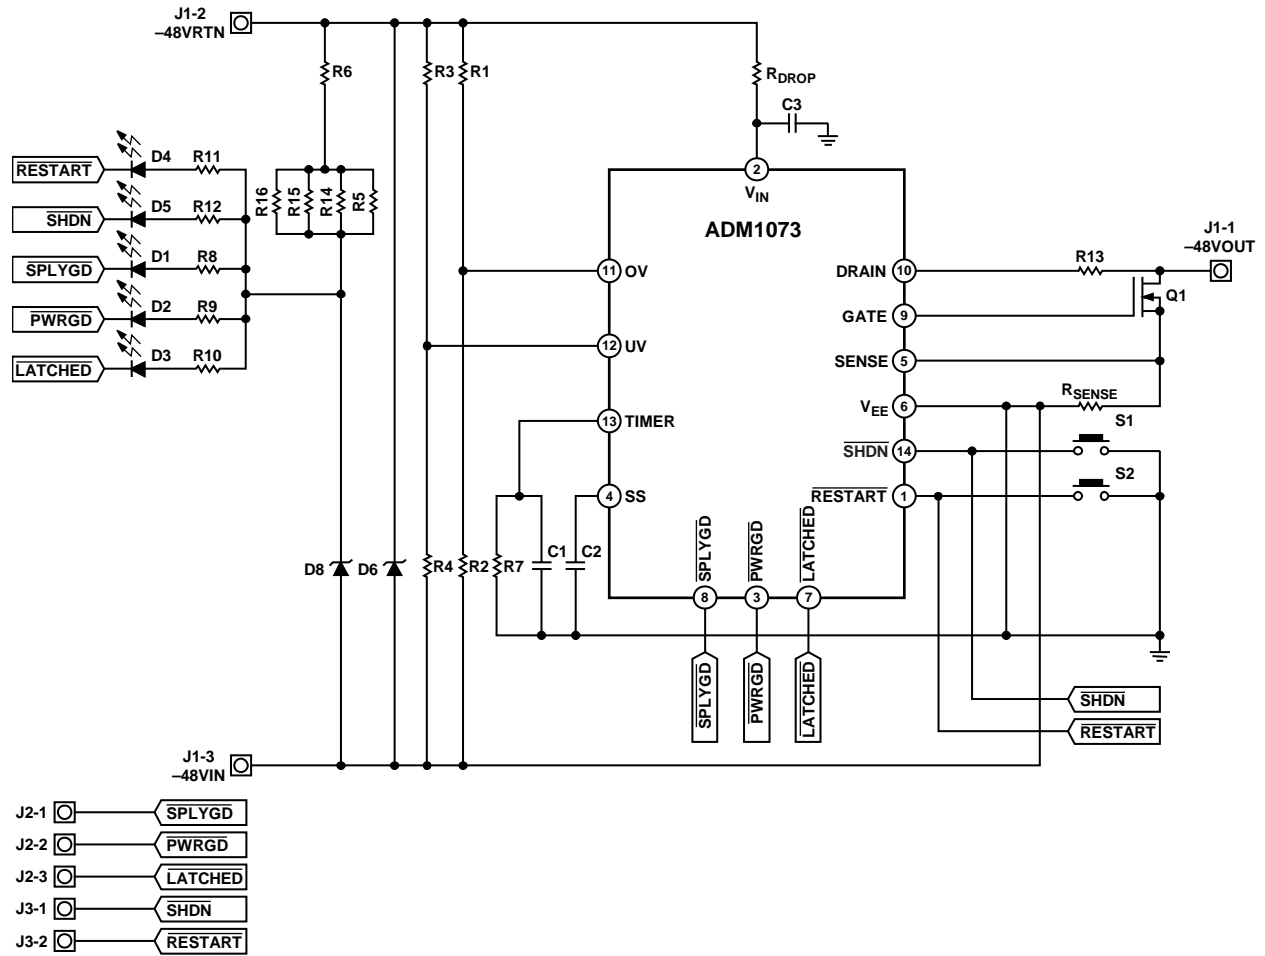 J1-2
–48VRTN
R6
R3
R1
RDROP
C3
D4
R11
RESTART
D5
R12
SHDN
D1
R8
SPLYGD
D2
R9
PWRGD
D3
R10
LATCHED
R16
R15
R14
R5
2
VIN
ADM1073
11
OV
12
UV
13
TIMER
4
SS
DRAIN
10
GATE
9
SENSE
5
VEE
6
SHDN
14
RESTART
1
R13
J1-1
–48VOUT
Q1
RSENSE
S1
S2
D8
D6
R4
R2
R7
C1
C2
SPLYGD
PWRGD
LATCHED
8
3
7
SPLYGD
PWRGD
LATCHED
SHDN
RESTART
J1-3
–48VIN
J2-1
SPLYGD
J2-2
PWRGD
J2-3
LATCHED
J3-1
SHDN
J3-2
RESTART